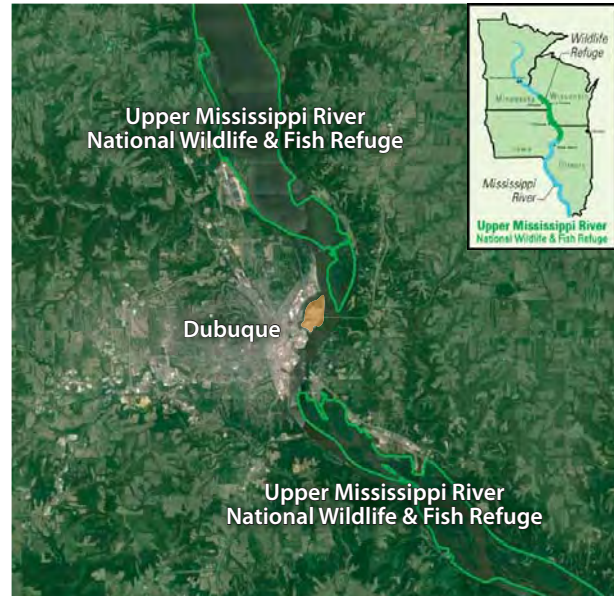 Upper Mississippi River
National Wildlife & Fish Refuge
Dubuque
Upper Mississippi River
National Wildlife & Fish Refuge
Wildlife
Refuge
Minnesota
Wisconsin
Iowa
Illinois
Mississippi
River
Upper Mississippi River
National Wildlife & Fish Refuge